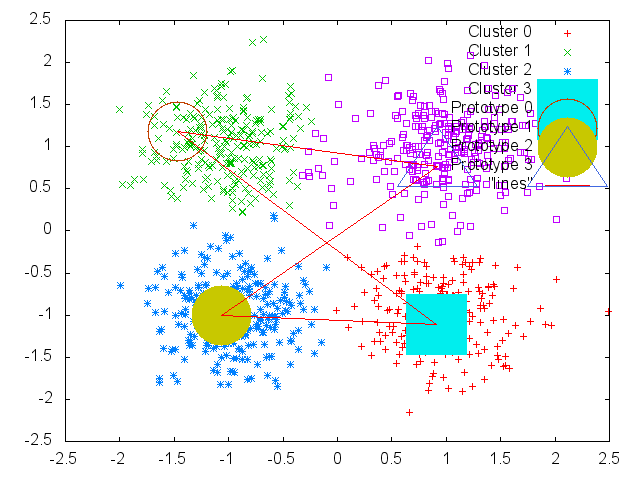 2.5
2
1.5
1
0.5
0
-0.5
-1
-1.5
-2
-2.5
-2.5 -2 -1.5 -1 -0.5 0 0.5 1 1.5 2 2.5
Cluster 0
Cluster 1
Cluster 2
Cluster 3
Prototype 0
Prototype 1
Prototype 2
Prototype 3
"lines"